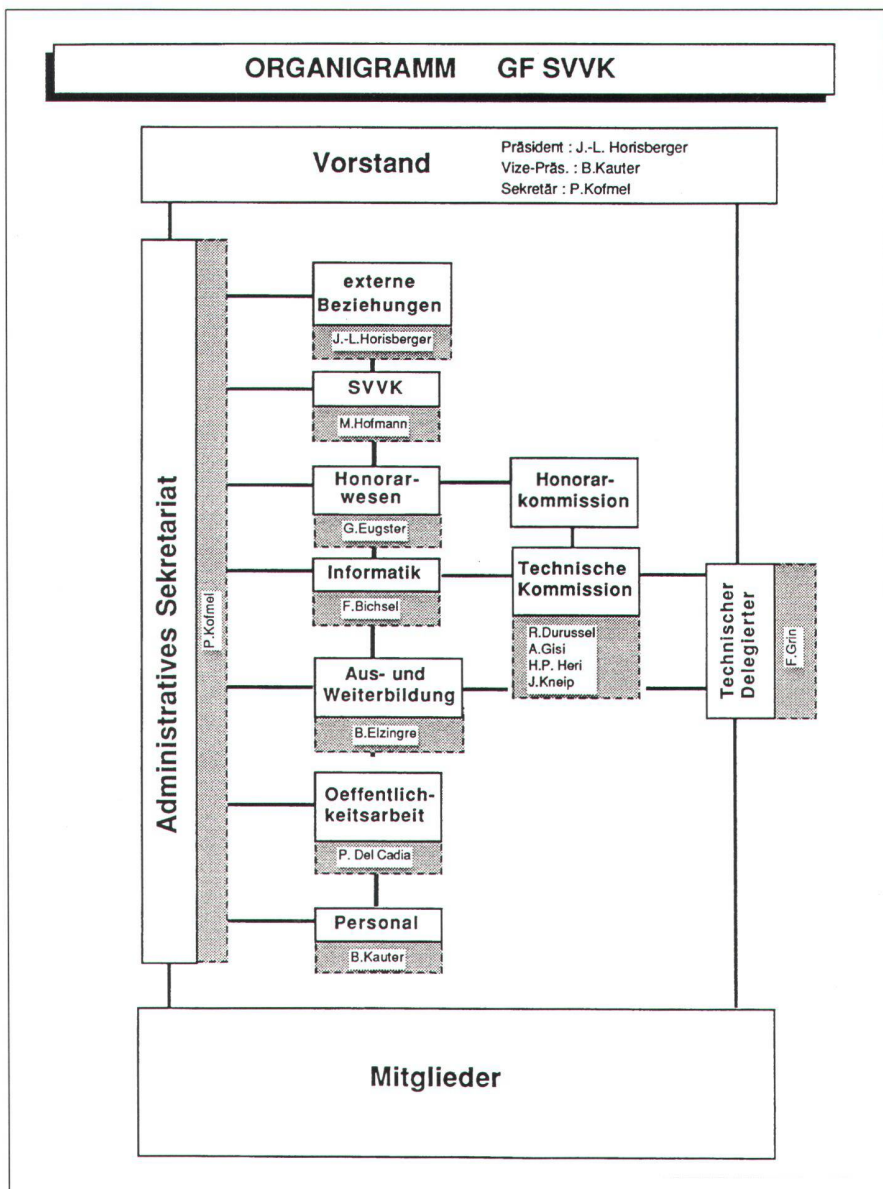 ORGANIGRAMM GF SVVK
Vorstand
Präsident : J.-L. Horisberger
Vize-Präs. : B.Kauter
Sekretär : P.Kofmel
Administratives Sekretariat
P.Kofmel
externe
Beziehungen
J.-L.Horisberger
SVVK
M.Hofmann
Honorar-
wesen
G.Eugster
Honorar-
kommission
Informatik
F.Bichsel
Technische
Kommission
R.Durussel
A.Gisi
H.P. Heri
J.Kneip
Technischer
Delegierter
F.Grin
Aus- und
Weiterbildung
B.Elzingre
Oeffentlich-
keitsarbeit
P. Del Cadia
Personal
B.Kauter
Mitglieder